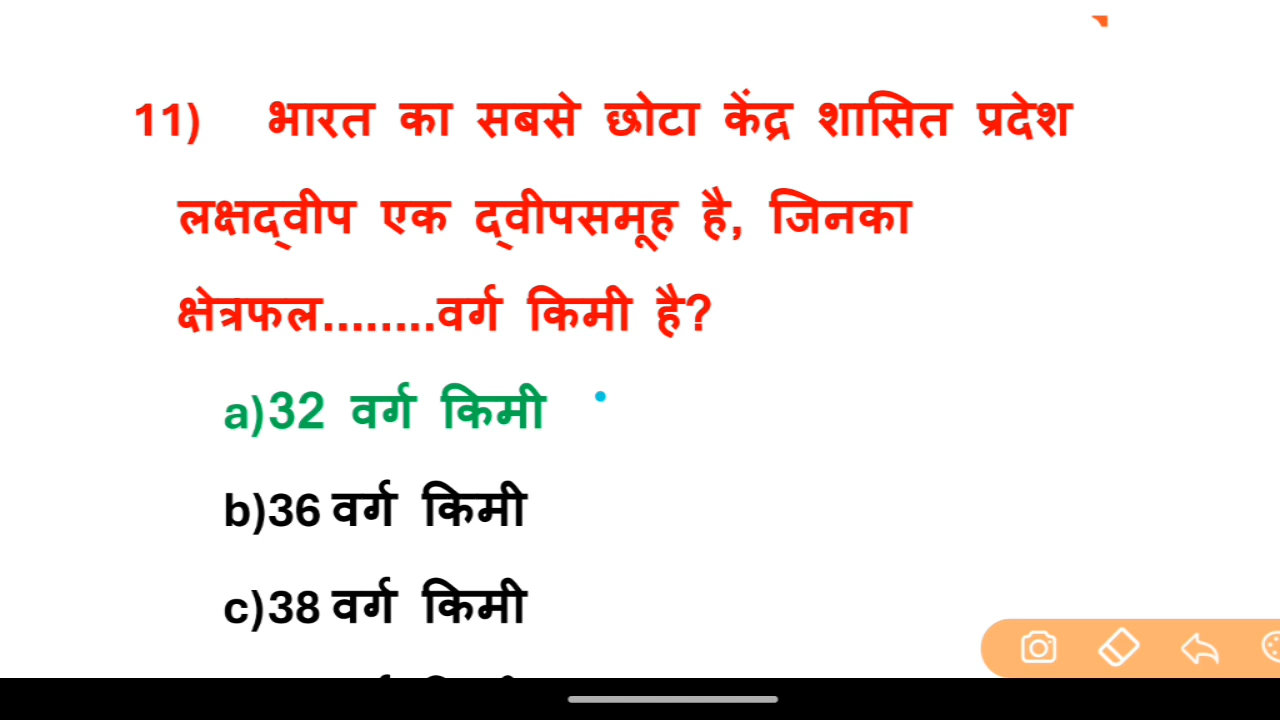 11) भारत का सबसे छोटा केंद्र शासित प्रदेश
लक्षद्वीप एक द्वीपसमूह है, जिनका
क्षेत्रफल........वर्ग किमी है?
a)32 वर्ग किमी
b)36 वर्ग किमी
c)38 वर्ग किमी